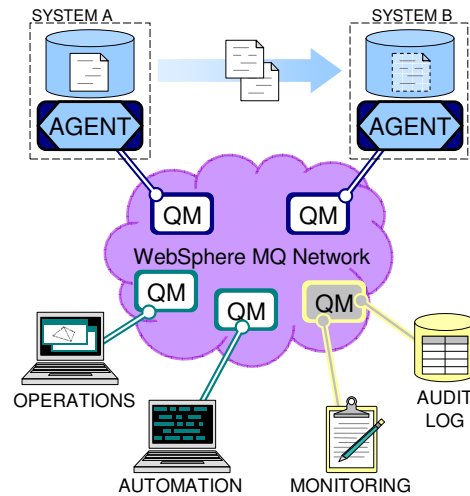 SYSTEM A
SYSTEM B
AGENT
AGENT
QM
QM
WebSphere MQ Network
QM
QM
QM
OPERATIONS
AUDIT
LOG
AUTOMATION
MONITORING